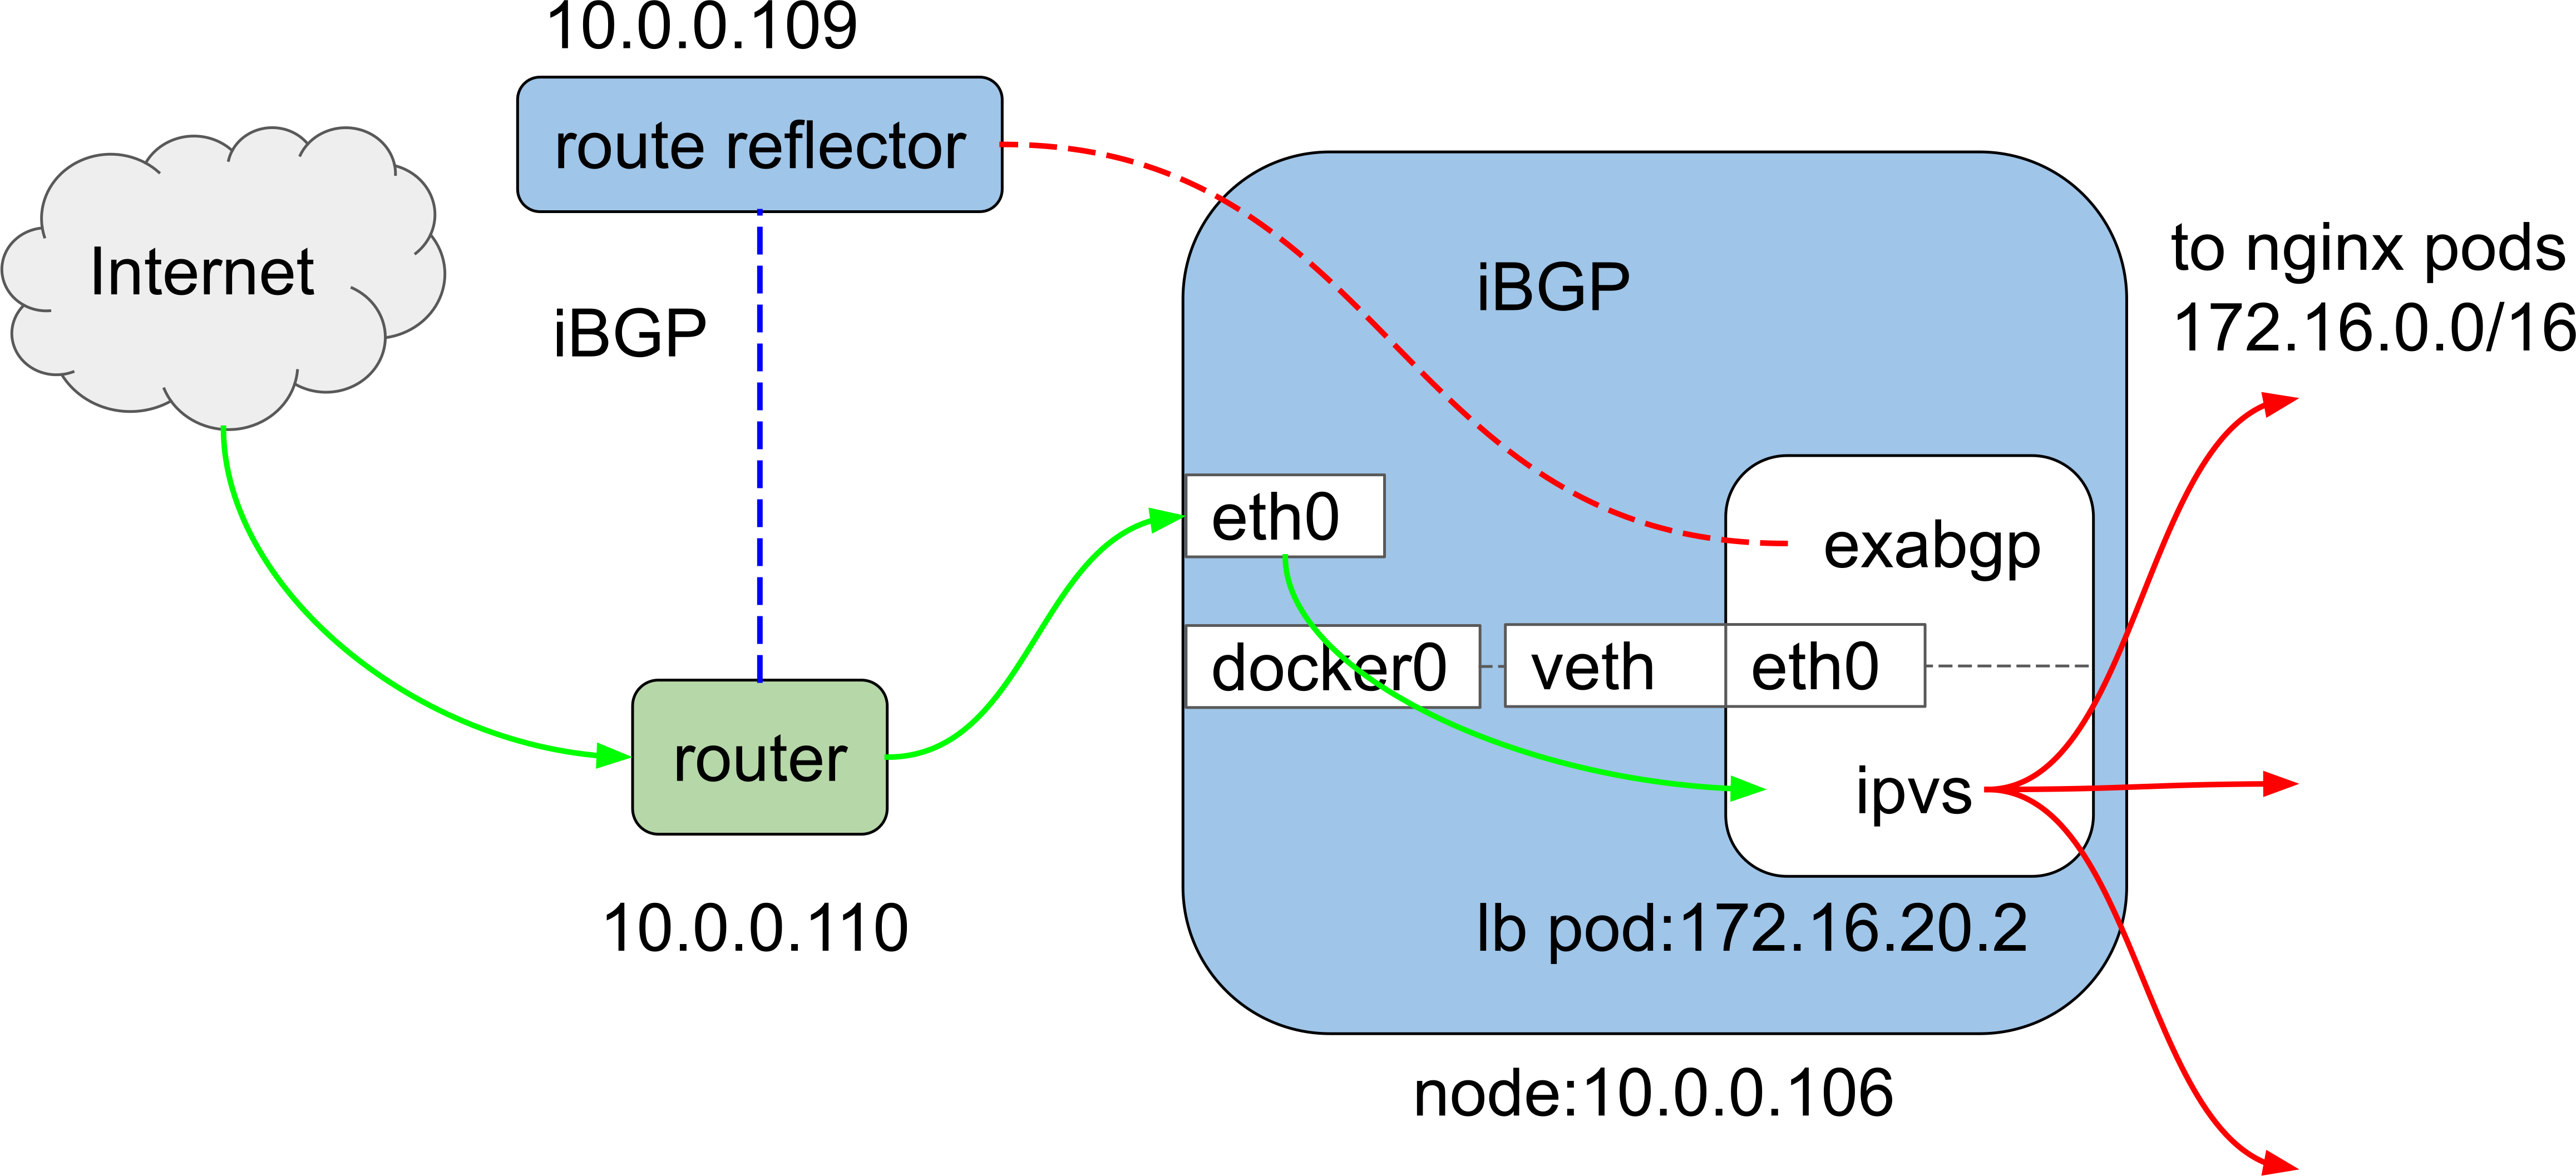 10.0.0.109
route reflector
Internet
iBGP
router
10.0.0.110
iBGP
eth0
exabgp
docker0
veth
eth0
ipvs
lb pod:172.16.20.2
node:10.0.0.106
to nginx pods
172.16.0.0/16